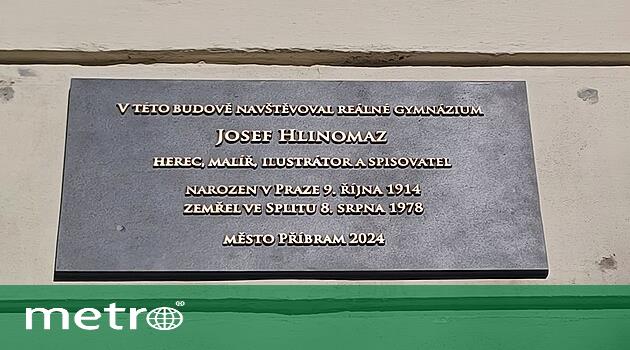 V TÉTO BUDOVĚ NAVŠTĚVOVAL REÁLNÉ GYMNÁZIUM
JOSEF HLINOMAZ
HEREC, MALÍŘ, ILUSTRÁTOR A SPISOVATEL
NAROZEN V PRAZE 9. ŘÍJNA 1914
ZEMŘEL VE SPLITU 8. SRPNA 1978
MĚSTO PŘÍBRAM 2024
metro®